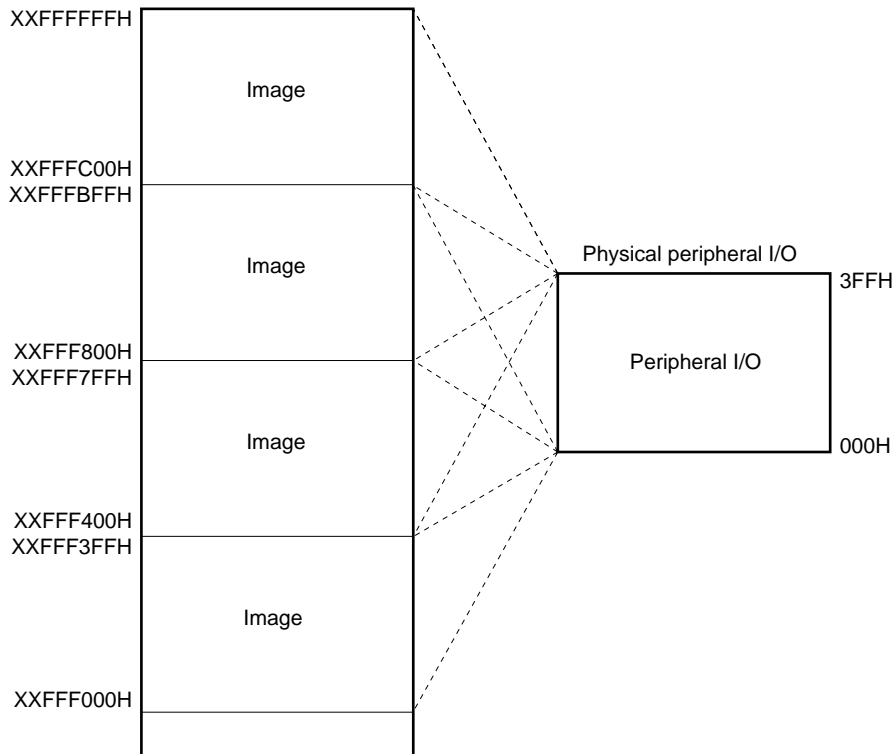 XXFFFFFFH
Image
XXFFFC00H
XXFFFBFFH
Image
Physical peripheral I/O
3FFH
XXFFF800H
Peripheral I/O
XXFFF7FFH
Image
000H
XXFFF400H
XXFFF3FFH
Image
XXFFF000H